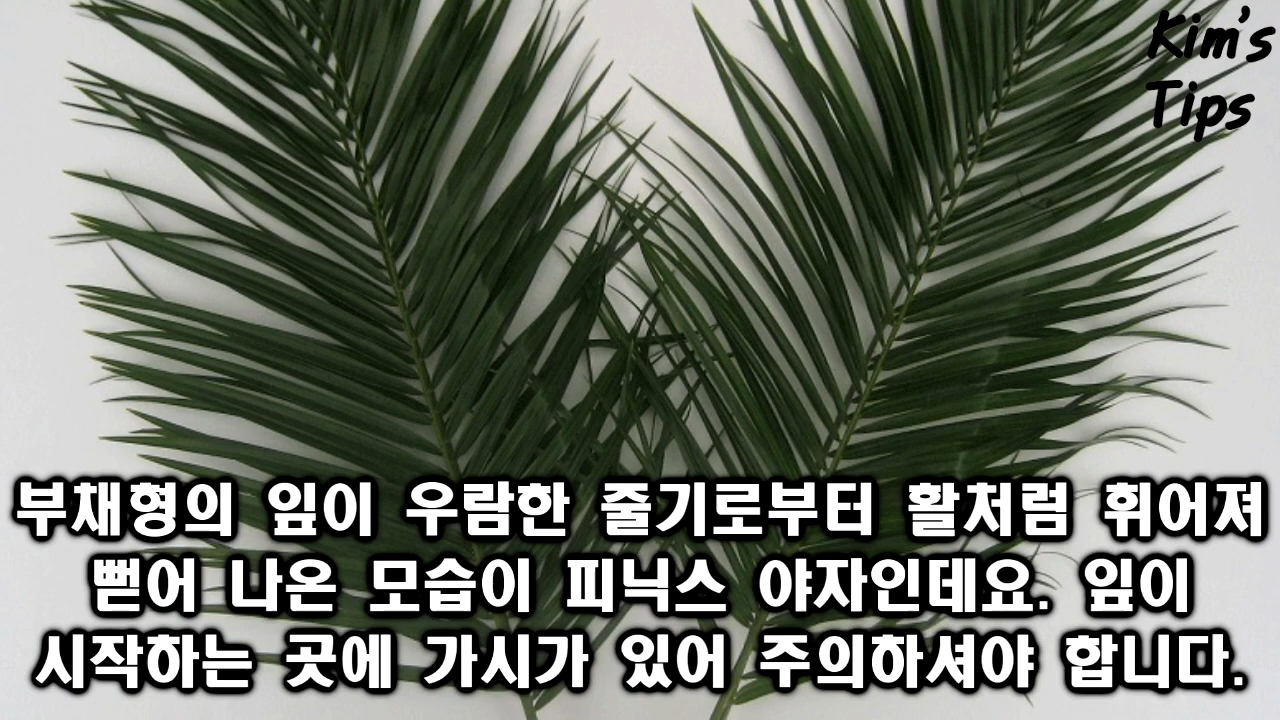 Kim's
Tips
부채형의 잎이 우람한 줄기로부터 활처럼 휘어져
뻗어 나온 모습이 피닉스 야자인데요. 잎이
시작하는 곳에 가시가 있어 주의하셔야 합니다.